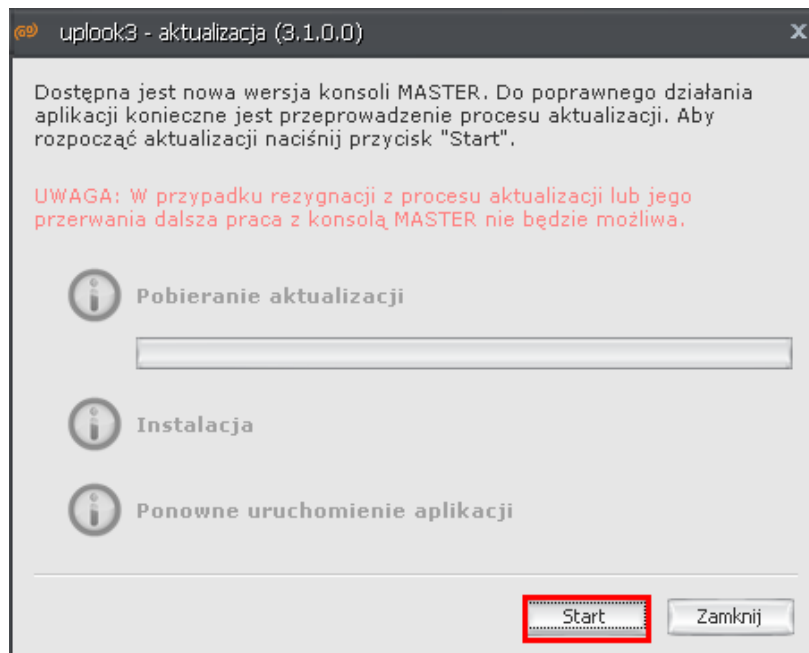 uplook3 - aktualizacja (3.1.0.0)
Dostępna jest nowa wersja konsoli MASTER. Do poprawnego działania
aplikacji konieczne jest przeprowadzenie procesu aktualizacji. Aby
rozpocząć aktualizacji naciśnij przycisk "Start".
UWAGA: W przypadku rezygnacji z procesu aktualizacji lub jego
przerwania dalsza praca z konsolą MASTER nie będzie możliwa.
Pobieranie aktualizacji
Instalacja
Ponowne uruchomienie aplikacji
Start
Zamknij